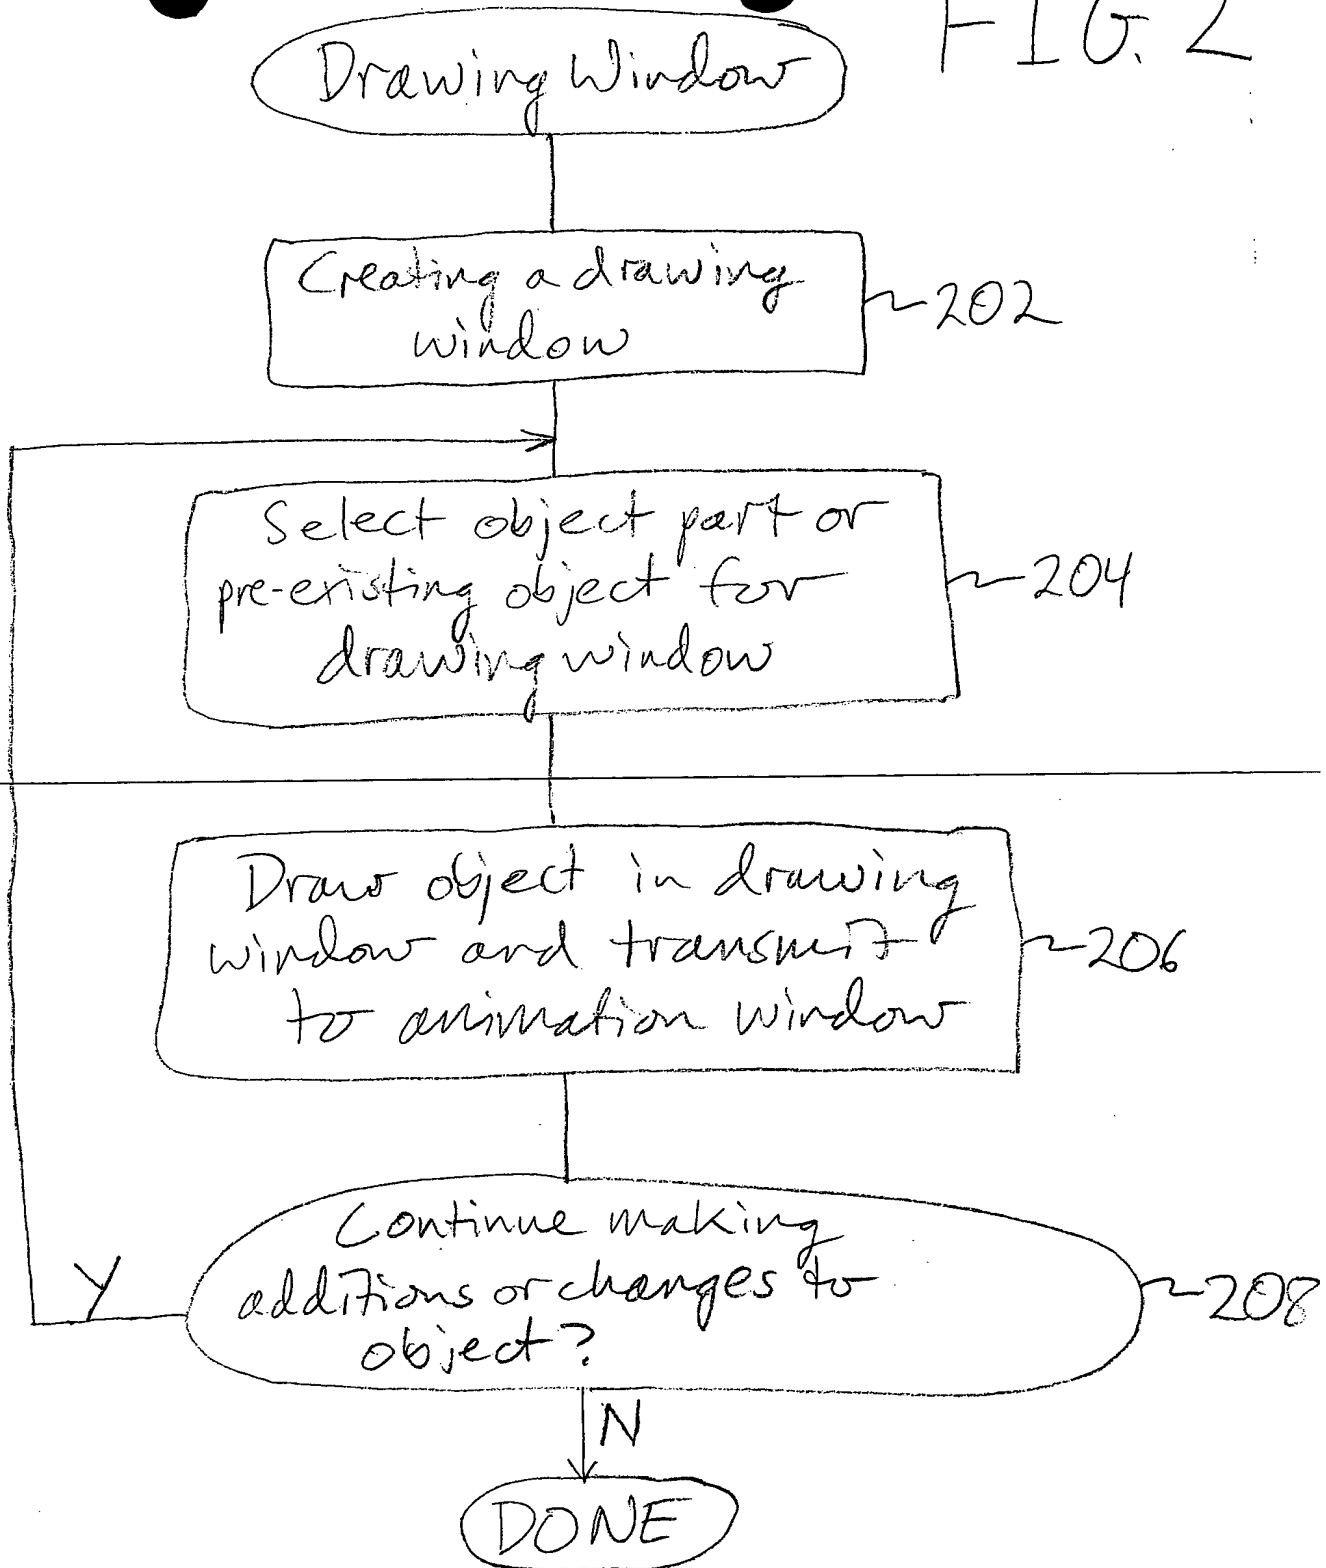 FIG. 2
Drawing Window
Creating a drawing
window
202
Select object part or
pre-existing object for
drawing window
204
Draw object in drawing
window and transmit
to animation window
206
Continue making
additions or changes to
object?
208
Y
N
DONE